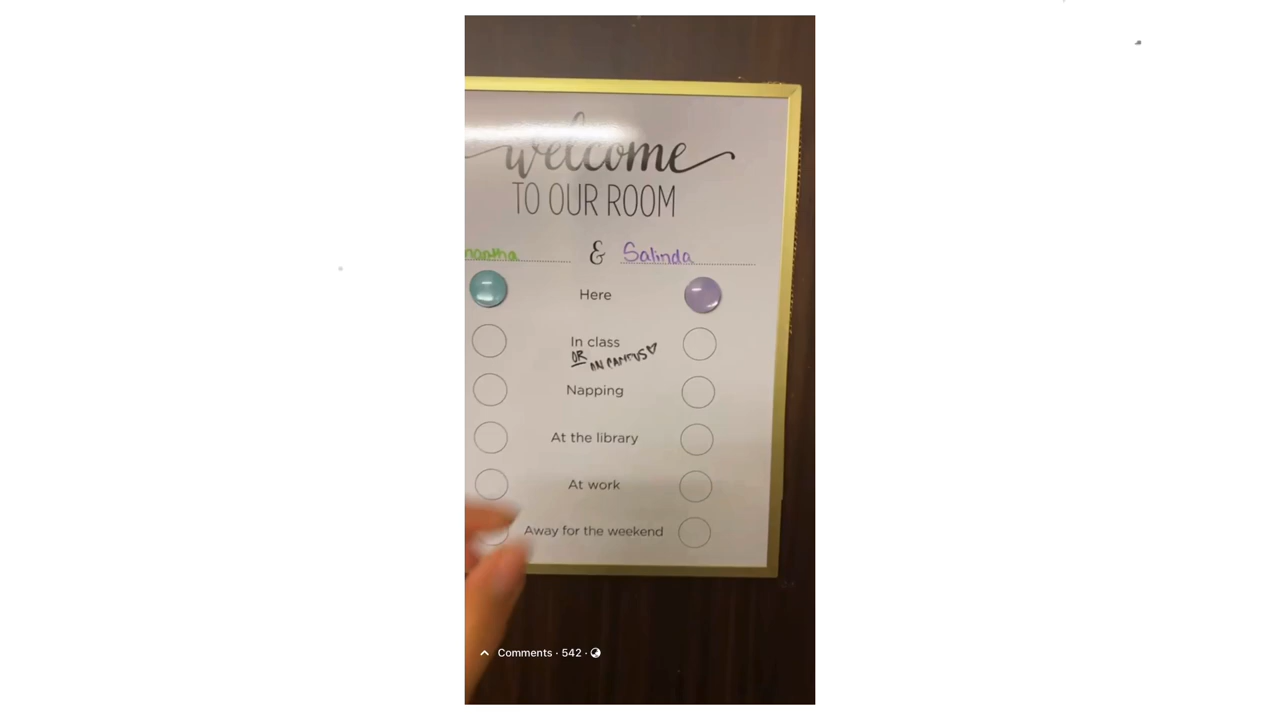 welcome
TO OUR ROOM
mantha & Salinda
Here
In class
OR ON CAMPUS
Napping
At the library
At work
Away for the weekend
Comments · 542 ·